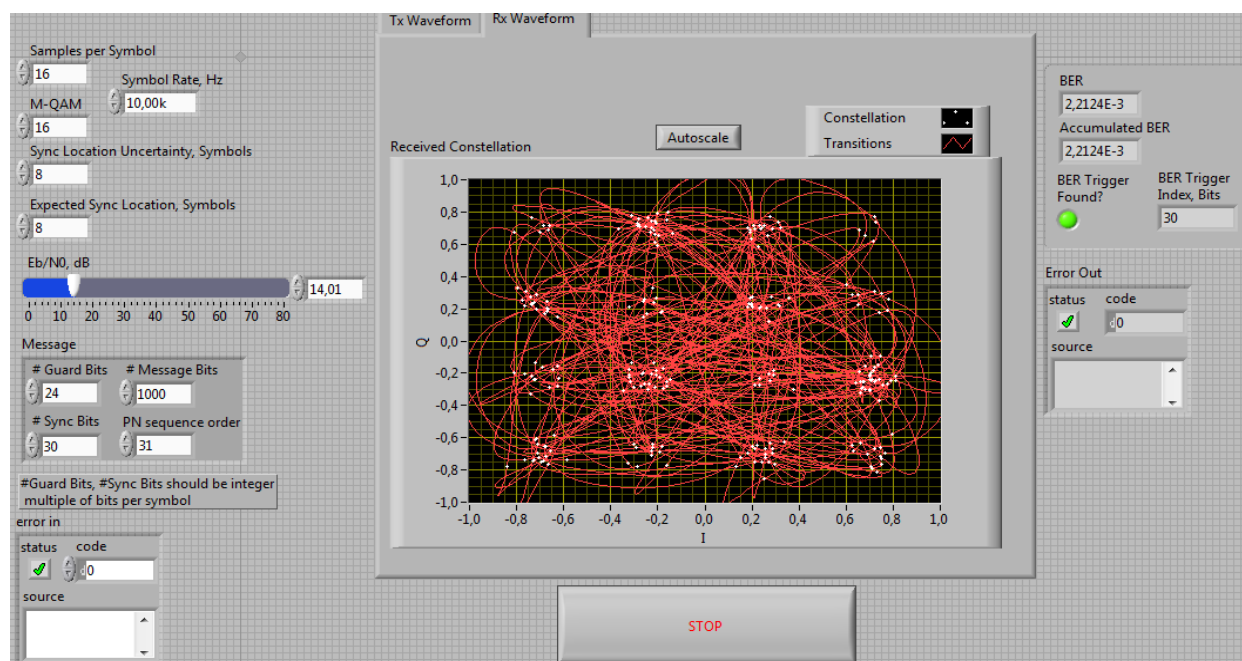 Tx Waveform
Rx Waveform
Samples per Symbol
16
Symbol Rate, Hz
10,00k
M-QAM
16
Sync Location Uncertainty, Symbols
8
Expected Sync Location, Symbols
8
Eb/N0, dB
14,01
0 10 20 30 40 50 60 70 80
Message
# Guard Bits
24
# Message Bits
1000
# Sync Bits
30
PN sequence order
31
#Guard Bits, #Sync Bits should be integer
multiple of bits per symbol
error in
status
code
d0
source
Received Constellation
Autoscale
Constellation
Transitions
1,0
0,8
0,6
0,4
0,2
0,0
-0,2
-0,4
-0,6
-0,8
-1,0
Q
-1,0 -0,8 -0,6 -0,4 -0,2 0,0 0,2 0,4 0,6 0,8 1,0
I
STOP
BER
2,2124E-3
Accumulated BER
2,2124E-3
BER Trigger
Found?
BER Trigger
Index, Bits
30
Error Out
status
code
d0
source